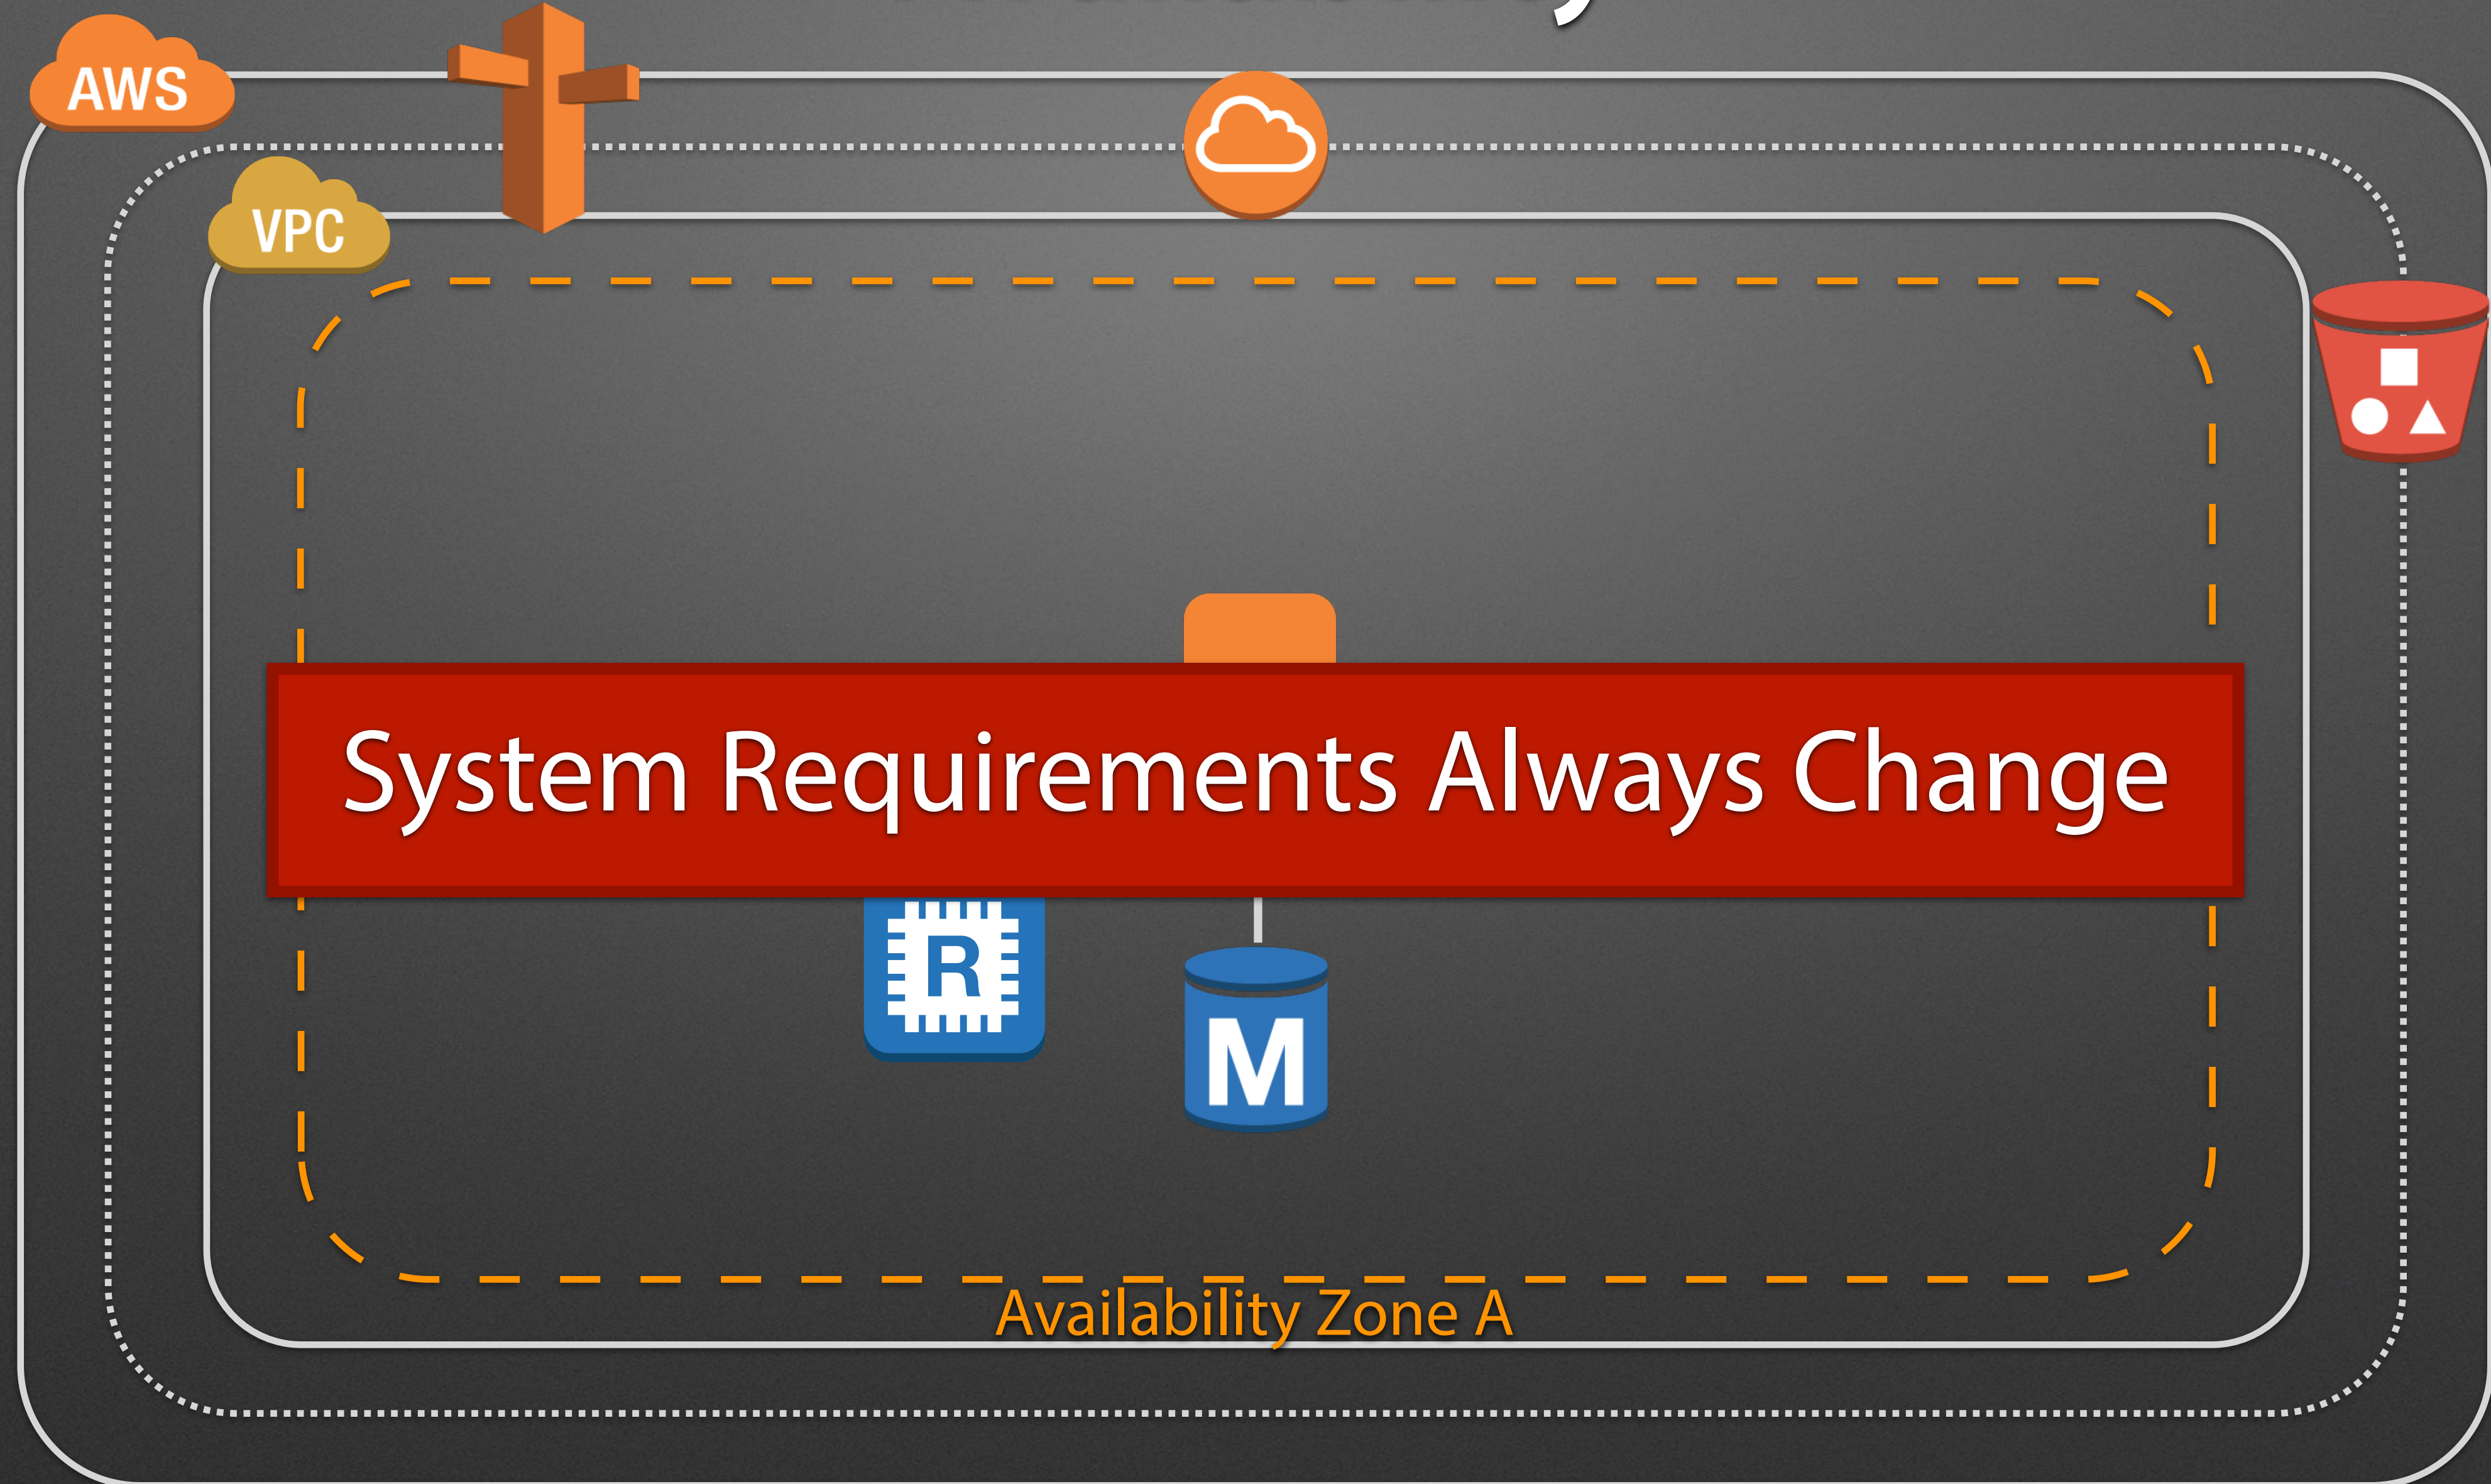 AWS
VPC
System Requirements Always Change
R
M
Availability Zone A